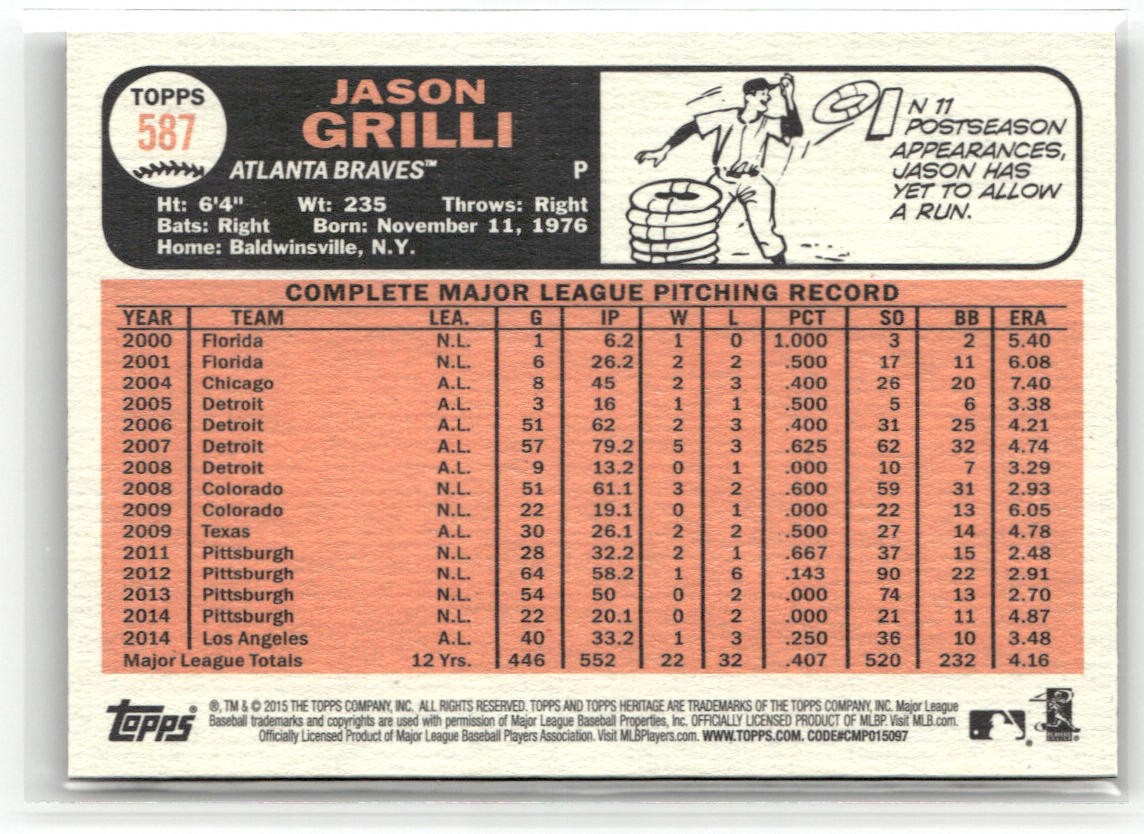 TOPPS
587
JASON
GRILLI
ATLANTA BRAVES™ P
Ht: 6'4" Wt: 235 Throws: Right
Bats: Right Born: November 11, 1976
Home: Baldwinsville, N.Y.
IN 11
POSTSEASON
APPEARANCES,
JASON HAS
YET TO ALLOW
A RUN.
COMPLETE MAJOR LEAGUE PITCHING RECORD
YEAR TEAM LEA. G IP W L PCT SO BB ERA
2000 Florida N.L. 1 6.2 1 0 1.000 3 2 5.40
2001 Florida N.L. 6 26.2 2 2 .500 17 11 6.08
2004 Chicago A.L. 8 45 2 3 .400 26 20 7.40
2005 Detroit A.L. 3 16 1 1 .500 5 6 3.38
2006 Detroit A.L. 51 62 2 3 .400 31 25 4.21
2007 Detroit A.L. 57 79.2 5 3 .625 62 32 4.74
2008 Detroit A.L. 9 13.2 0 1 .000 10 7 3.29
2008 Colorado N.L. 51 61.1 3 2 .600 59 31 2.93
2009 Colorado N.L. 22 19.1 0 1 .000 22 13 6.05
2009 Texas A.L. 30 26.1 2 2 .500 27 14 4.78
2011 Pittsburgh N.L. 28 32.2 2 1 .667 37 15 2.48
2012 Pittsburgh N.L. 64 58.2 1 6 .143 90 22 2.91
2013 Pittsburgh N.L. 54 50 0 2 .000 74 13 2.70
2014 Pittsburgh N.L. 22 20.1 0 2 .000 21 11 4.87
2014 Los Angeles A.L. 40 33.2 1 3 .250 36 10 3.48
Major League Totals 12 Yrs. 446 552 22 32 .407 520 232 4.16
TOPPS® ®, TM & © 2015 THE TOPPS COMPANY, INC. ALL RIGHTS RESERVED. TOPPS AND TOPPS HERITAGE ARE TRADEMARKS OF THE TOPPS COMPANY, INC. Major League
Baseball trademarks and copyrights are used with permission of Major League Baseball Properties, Inc. OFFICIALLY LICENSED PRODUCT OF MLBP. Visit MLB.com.
Officially Licensed Product of Major League Baseball Players Association. Visit MLBPlayers.com. WWW.TOPPS.COM. CODE#CMP015097